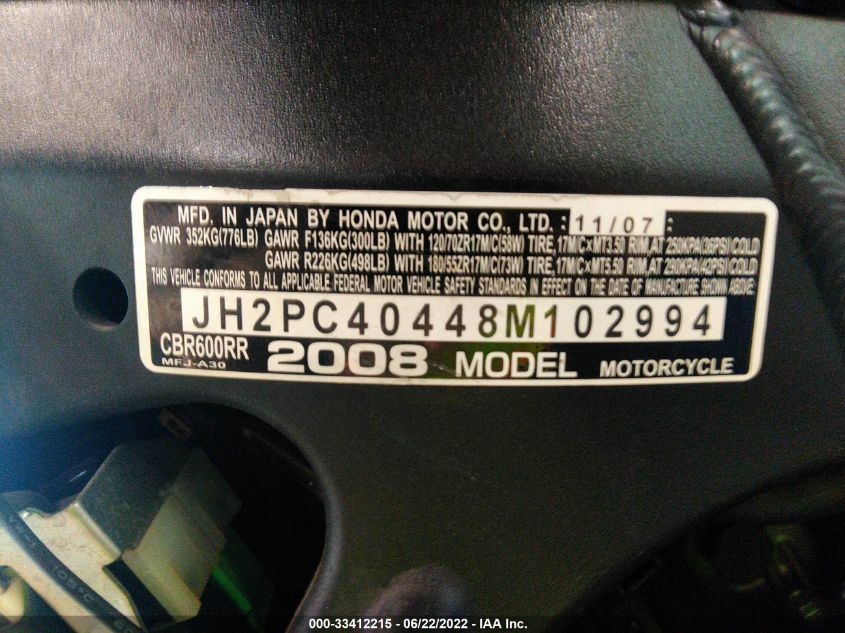 MFD. IN JAPAN BY HONDA MOTOR CO., LTD. : 11/07 :
GVWR 352KG(776LB) GAWR F136KG(300LB) WITH 120/70ZR17M/C(58W) TIRE, 17M/C×MT3.50 RIM, AT 250KPA(36PSI) COLD
GAWR R226KG(498LB) WITH 180/55ZR17M/C(73W) TIRE, 17M/C×MT5.50 RIM, AT 290KPA(42PSI) COLD
THIS VEHICLE CONFORMS TO ALL APPLICABLE FEDERAL MOTOR VEHICLE SAFETY STANDARDS IN EFFECT ON THE DATE OF MANUFACTURE SHOWN ABOVE.
JH2PC40448M102994
CBR600RR 2008 MODEL MOTORCYCLE
MFJ-A30
000-33412215 - 06/22/2022 - IAA Inc.